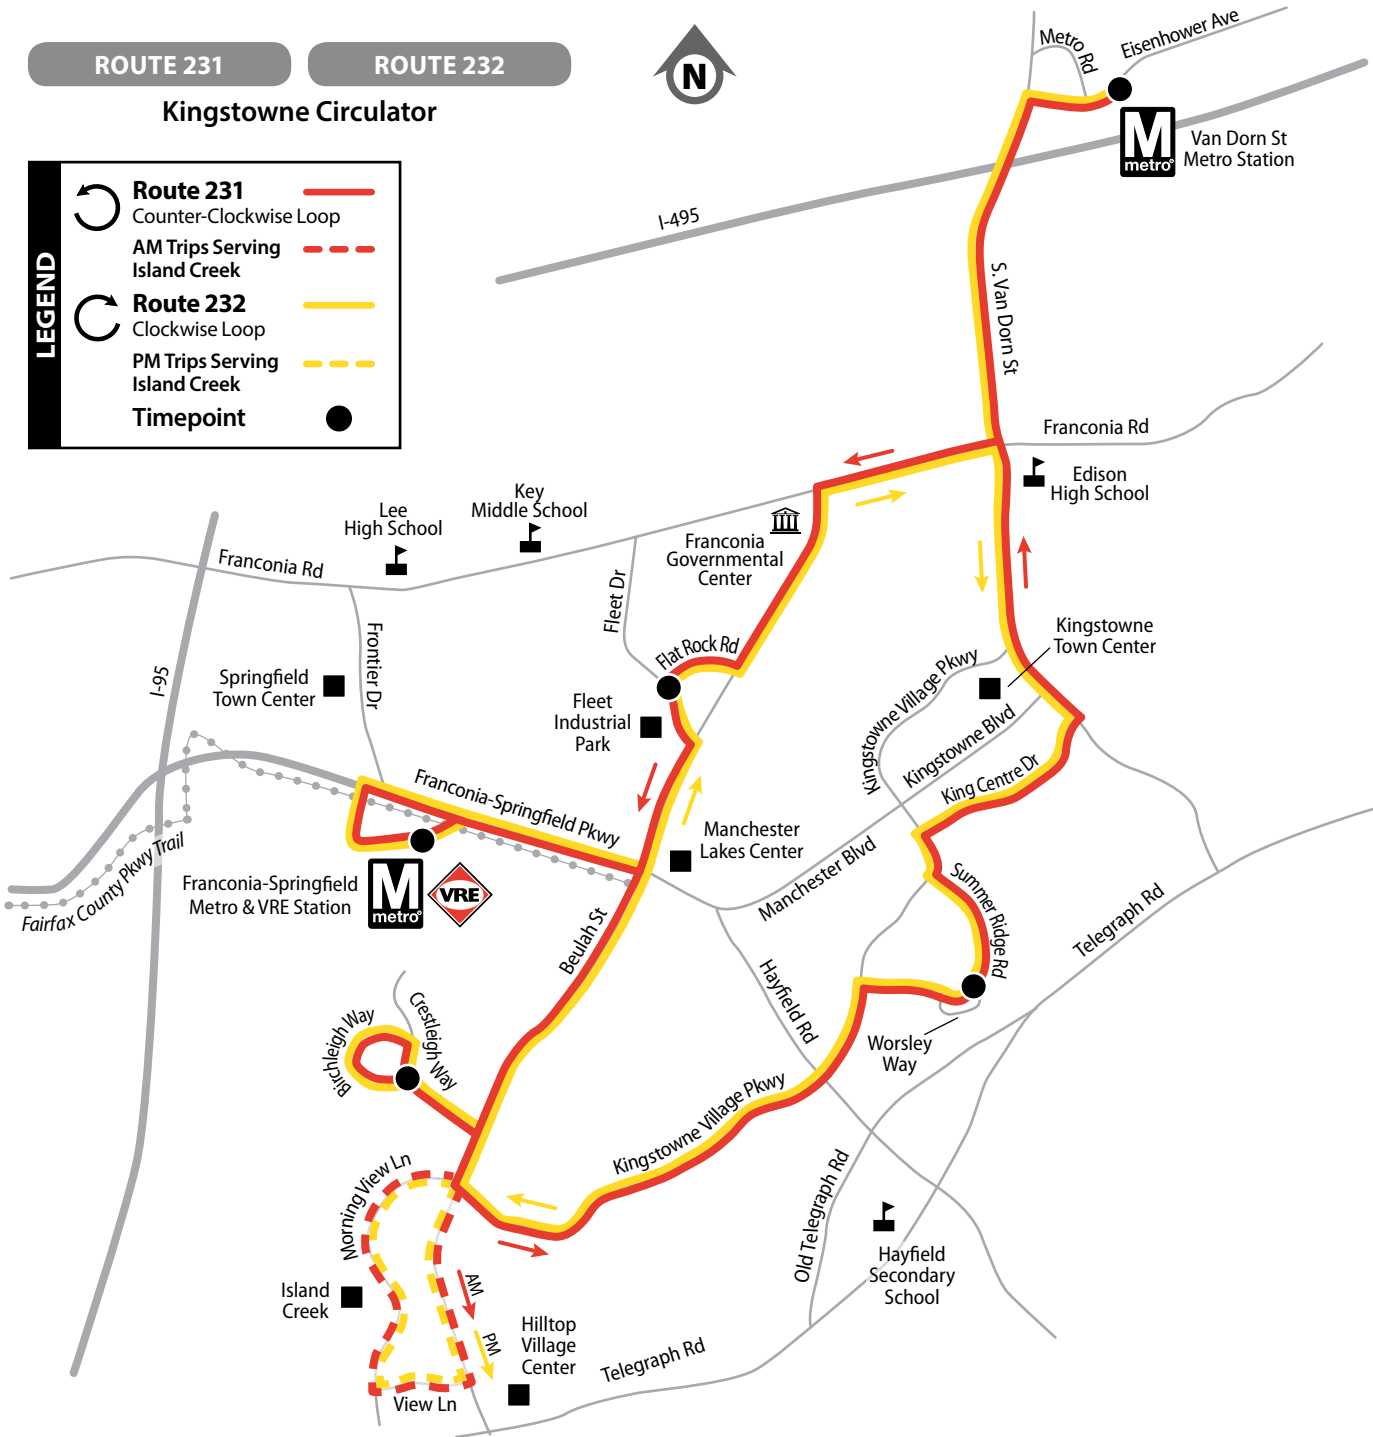 ROUTE 231
ROUTE 232
Kingstowne Circulator
N
LEGEND
Route 231
Counter-Clockwise Loop
AM Trips Serving
Island Creek
Route 232
Clockwise Loop
PM Trips Serving
Island Creek
Timepoint
Metro Rd
Eisenhower Ave
M
metro
Van Dorn St
Metro Station
I-495
S. Van Dorn St
Franconia Rd
Edison
High School
Key
Middle School
Lee
High School
Franconia
Governmental
Center
Franconia Rd
Fleet Dr
Frontier Dr
Flat Rock Rd
Kingstowne
Town Center
Kingstowne Village Pkwy
Springfield
Town Center
I-95
Fleet
Industrial
Park
Kingstowne Blvd
King Centre Dr
Franconia-Springfield Pkwy
Manchester
Lakes Center
Manchester Blvd
Fairfax County Pkwy Trail
Franconia-Springfield
Metro & VRE Station
M
metro
VRE
Summer Ridge Rd
Telegraph Rd
Beulah St
Hayfield Rd
Worsley
Way
Birchleigh Way
Crestleigh Way
Kingstowne Village Pkwy
Morning View Ln
Old Telegraph Rd
Hayfield
Secondary
School
Island
Creek
AM
PM
Hilltop
Village
Center
Telegraph Rd
View Ln